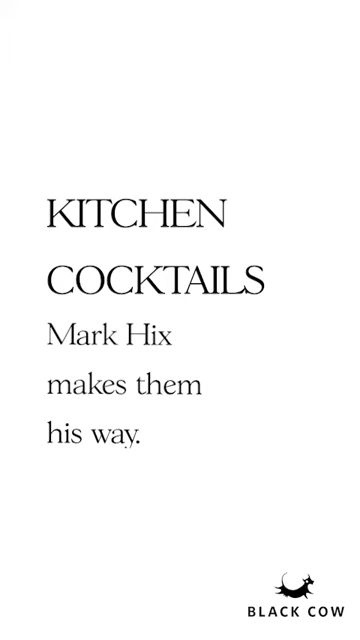 KITCHEN
COCKTAILS
Mark Hix
makes them
his way.
BLACK COW